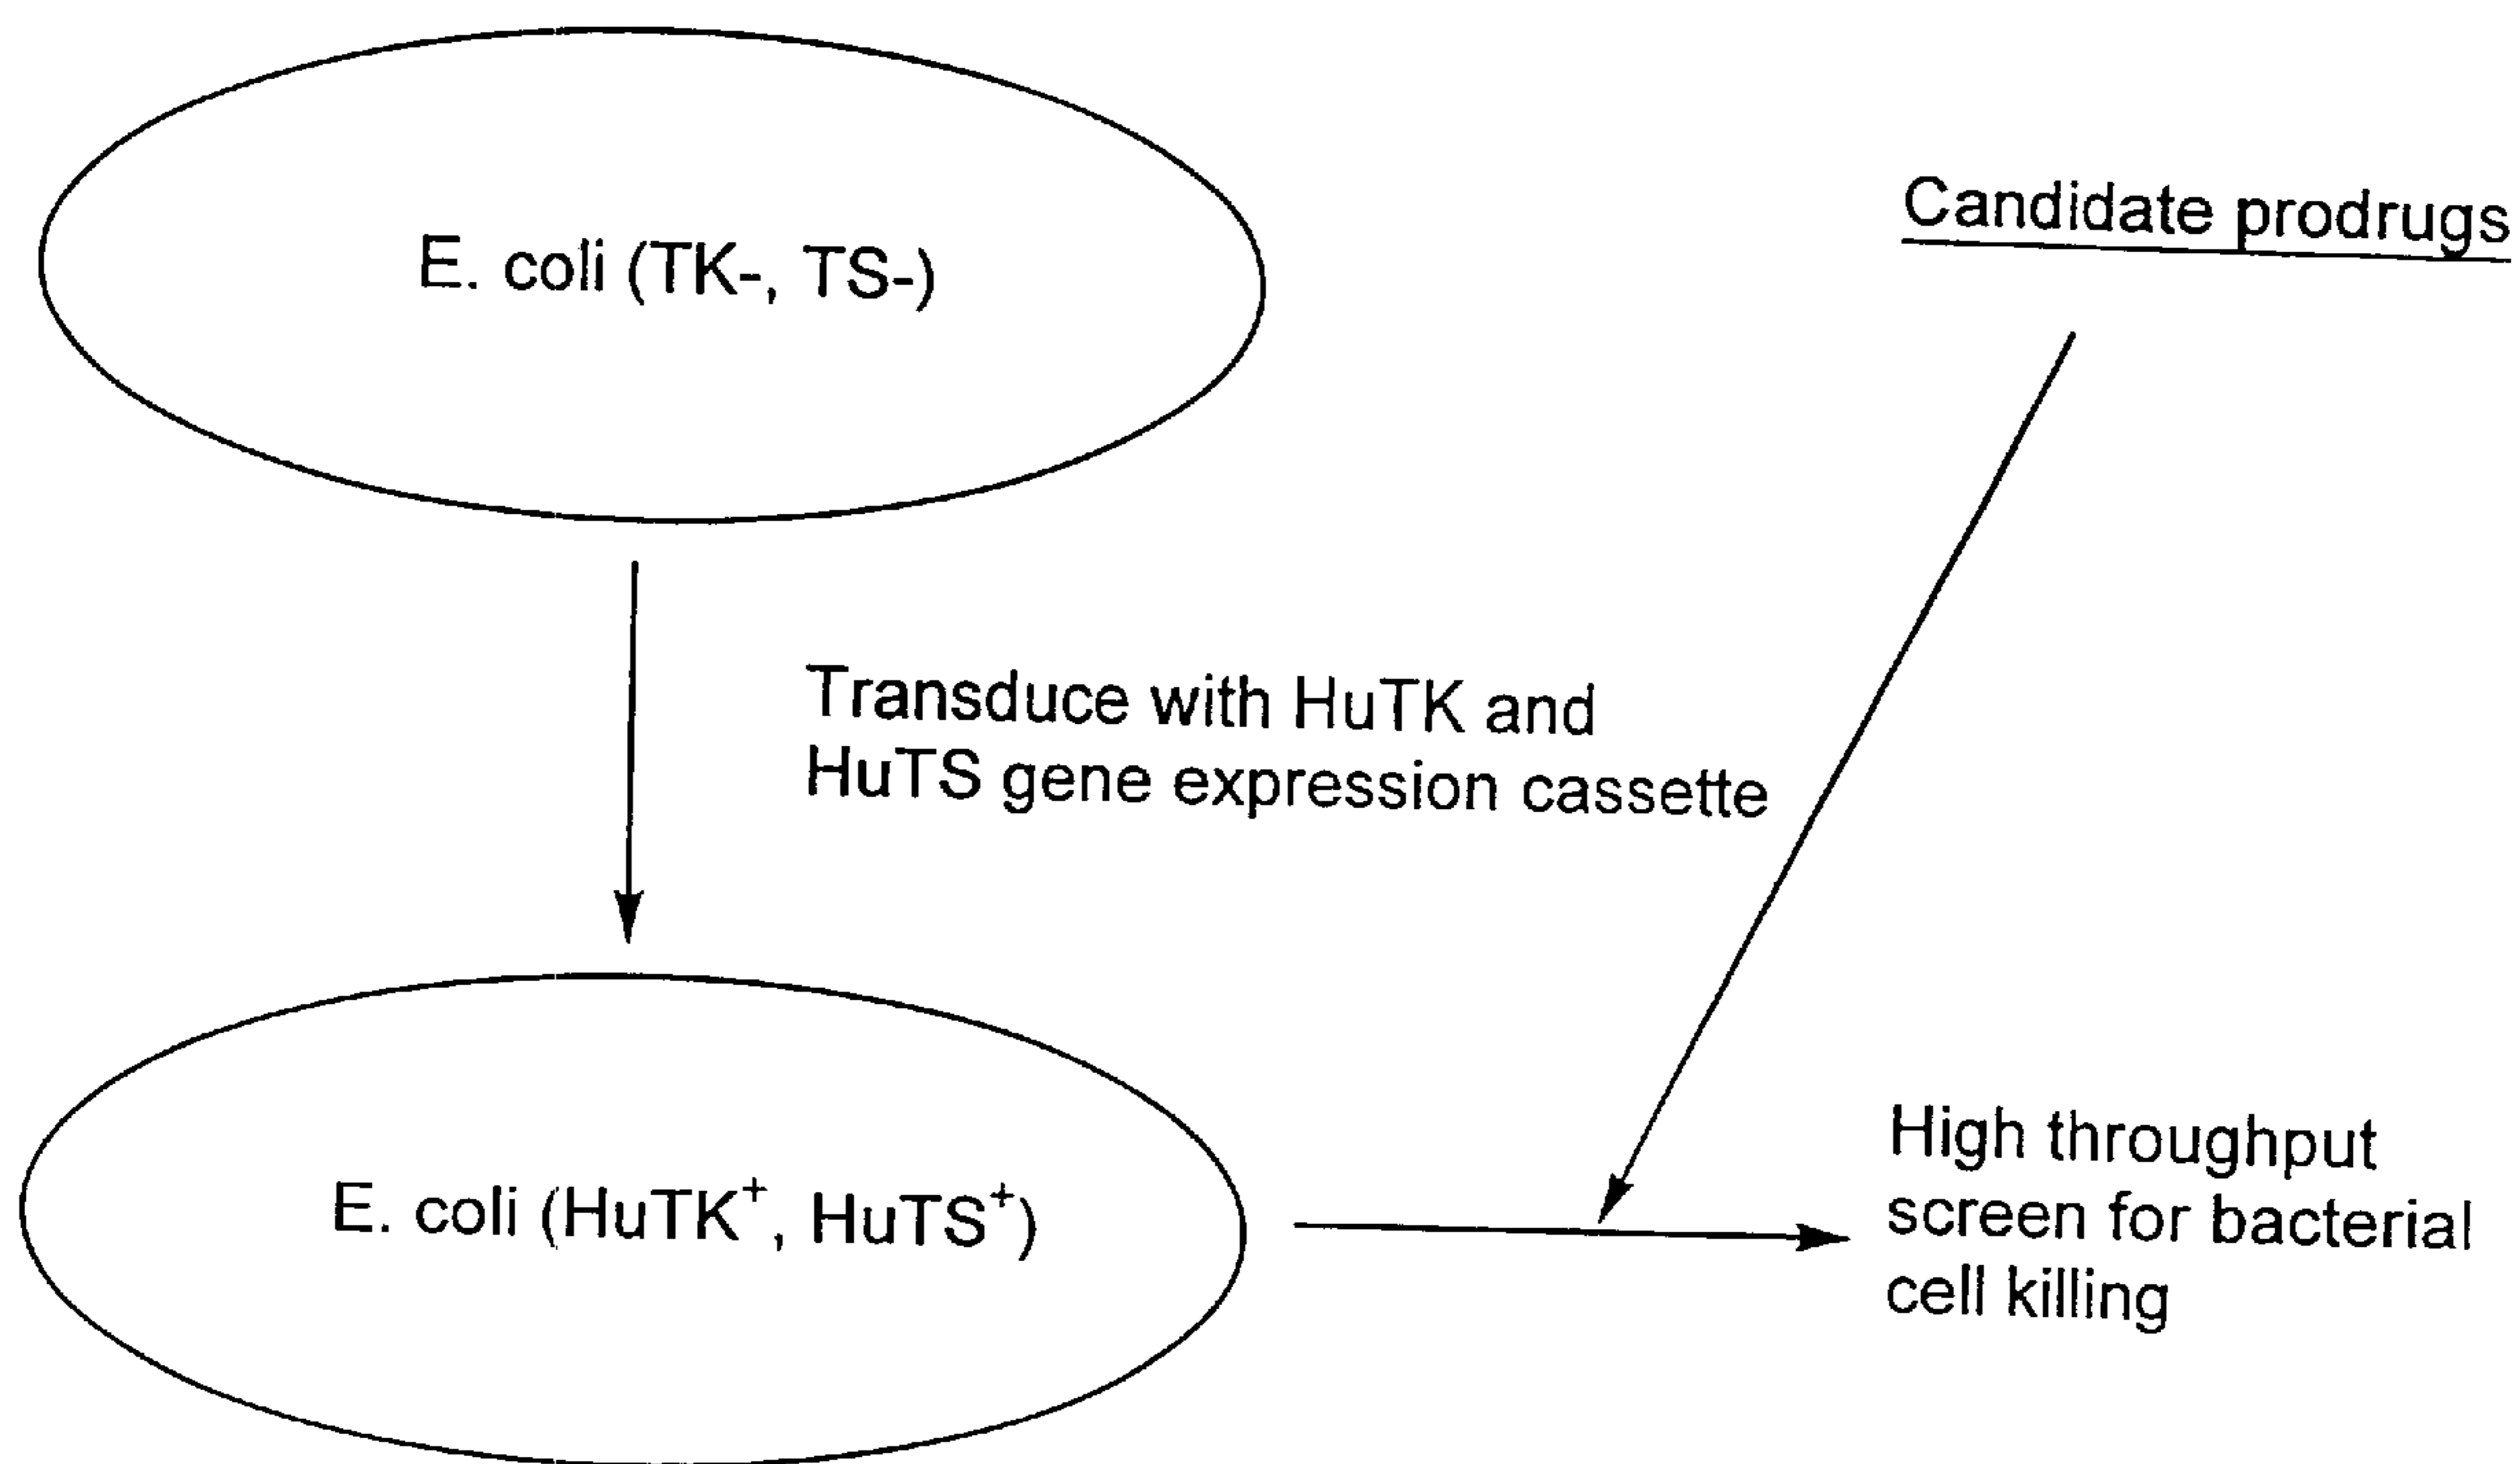 E. coli (TK-, TS-)
Candidate prodrugs
Transduce with HuTK and
HuTS gene expression cassette
E. coli (HuTK⁺, HuTS⁺)
High throughput
screen for bacterial
cell killing